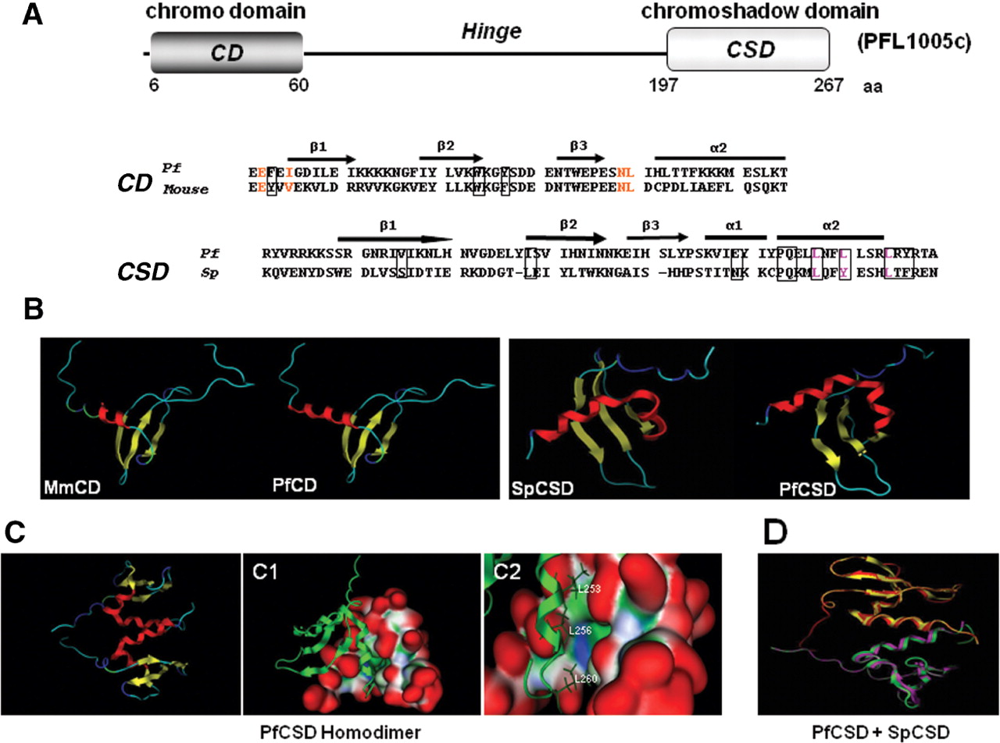 A
chromo domain
chromoshadow domain
CD
Hinge
CSD
(PFL1005c)
6
60
197
267
aa
β1
β2
β3
α2
CD
Pf
EEFEIGDILE IKKKKNGFIY LVKWKGYSDD ENTWEPESNL IHLTTFKKKM ESLKT
Mouse
EEYVVEKVLD RRVVKGKVEY LLKWKGFSDE DNTWEPEENL DCPDLIAEFL QSQKT
β1
β2
β3
α1
α2
CSD
Pf
RYVRRKKSSR GNRIVIKNLH NVGDELYISV IHNINNKEIH SLYPSKVIEY IYPQELLNFL LSRLRYRTA
Sp
KQVENYDSWE DLVSSIDTIE RKDDGT-LEI YLTWKNGAIS -HHPSTITNK KCPQKMLQFY ESHLTFREN
B
MmCD
PfCD
SpCSD
PfCSD
C
C1
C2
L253
L256
L260
D
PfCSD Homodimer
PfCSD + SpCSD